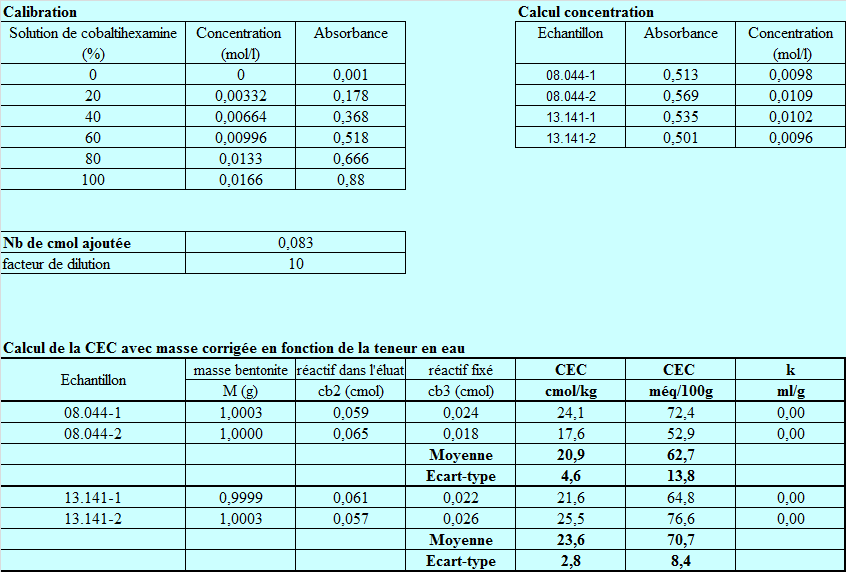 Calibration Calcul concentration
Solution de cobaltihexamine Concentration Absorbance Echantillon Absorbance Concentration
(%) (mol/l) (mol/l)
0 0 0,001 08.044-1 0,513 0,0098
20 0,00332 0,178 08.044-2 0,569 0,0109
40 0,00664 0,368 13.141-1 0,535 0,0102
60 0,00996 0,518 13.141-2 0,501 0,0096
80 0,0133 0,666
100 0,0166 0,88
Nb de cmol ajoutée 0,083
facteur de dilution 10
Calcul de la CEC avec masse corrigée en fonction de la teneur en eau
Echantillon masse bentonite réactif dans l'éluat réactif fixé CEC CEC k
M (g) cb2 (cmol) cb3 (cmol) cmol/kg méq/100g ml/g
08.044-1 1,0003 0,059 0,024 24,1 72,4 0,00
08.044-2 1,0000 0,065 0,018 17,6 52,9 0,00
Moyenne 20,9 62,7
Ecart-type 4,6 13,8
13.141-1 0,9999 0,061 0,022 21,6 64,8 0,00
13.141-2 1,0003 0,057 0,026 25,5 76,6 0,00
Moyenne 23,6 70,7
Ecart-type 2,8 8,4